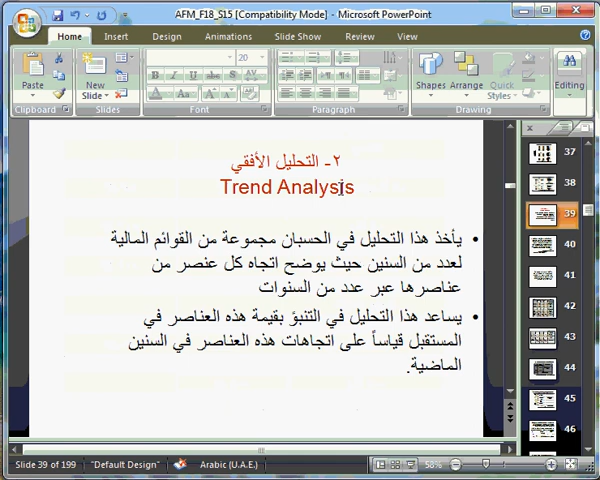 AFM_F18_S15 [Compatibility Mode] - Microsoft PowerPoint
Home Insert Design Animations Slide Show Review View
Paste
New Slide
20
B I U abc S AV
Aa A A
Shapes Arrange Quick Styles
Editing
Clipboard Slides Font Paragraph Drawing
٢- التحليل الأفقي
Trend Analysis
• يأخذ هذا التحليل في الحسبان مجموعة من القوائم المالية
لعدد من السنين حيث يوضح اتجاه كل عنصر من
عناصرها عبر عدد من السنوات
• يساعد هذا التحليل في التنبؤ بقيمة هذه العناصر في
المستقبل قياساً على اتجاهات هذه العناصر في السنين
الماضية.
37
38
39
40
41
42
43
44
45
46
Slide 39 of 199 "Default Design" Arabic (U.A.E.) 58%